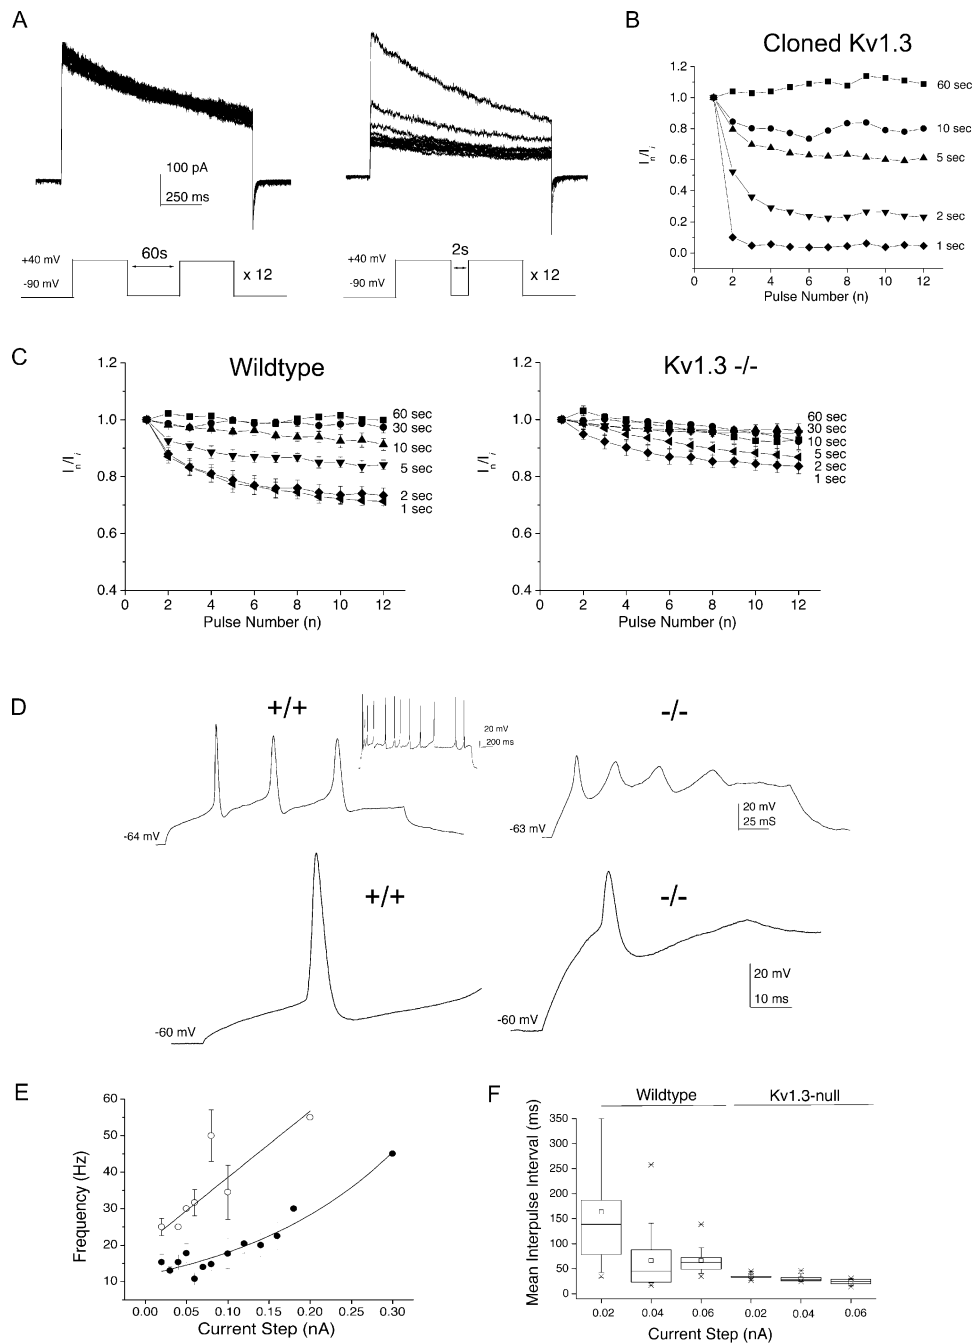 A
100 pA
250 ms
+40 mV
-90 mV
60s
x 12
+40 mV
-90 mV
2s
x 12
B
Cloned Kv1.3
1.2
1.0
0.8
0.6
0.4
0.2
0.0
In/Ii
0 2 4 6 8 10 12
Pulse Number (n)
60 sec
10 sec
5 sec
2 sec
1 sec
C
Wildtype
1.2
1.0
0.8
0.6
0.4
In/Ii
0 2 4 6 8 10 12
Pulse Number (n)
60 sec
30 sec
10 sec
5 sec
2 sec
1 sec
Kv1.3 -/-
1.2
1.0
0.8
0.6
0.4
In/Ii
0 2 4 6 8 10 12
Pulse Number (n)
60 sec
30 sec
10 sec
5 sec
2 sec
1 sec
D
+/+
-64 mV
20 mV
200 ms
-/-
-63 mV
20 mV
25 mS
+/+
-60 mV
-/-
-60 mV
20 mV
10 ms
E
60
50
40
30
20
10
Frequency (Hz)
0.00 0.05 0.10 0.15 0.20 0.25 0.30
Current Step (nA)
F
Wildtype
Kv1.3-null
350
300
250
200
150
100
50
0
Mean Interpulse Interval (ms)
0.02 0.04 0.06 0.02 0.04 0.06
Current Step (nA)